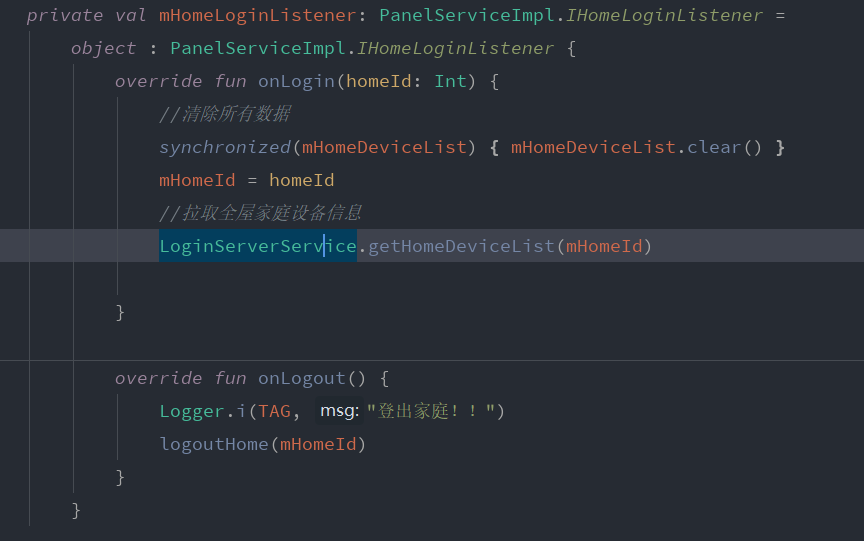 private val mHomeLoginListener: PanelServiceImpl.IHomeLoginListener =
object : PanelServiceImpl.IHomeLoginListener {
override fun onLogin(homeId: Int) {
//清除所有数据
synchronized(mHomeDeviceList) { mHomeDeviceList.clear() }
mHomeId = homeId
//拉取全屋家庭设备信息
LoginServerService.getHomeDeviceList(mHomeId)
}
override fun onLogout() {
Logger.i(TAG, msg: "登出家庭！！")
logoutHome(mHomeId)
}
}